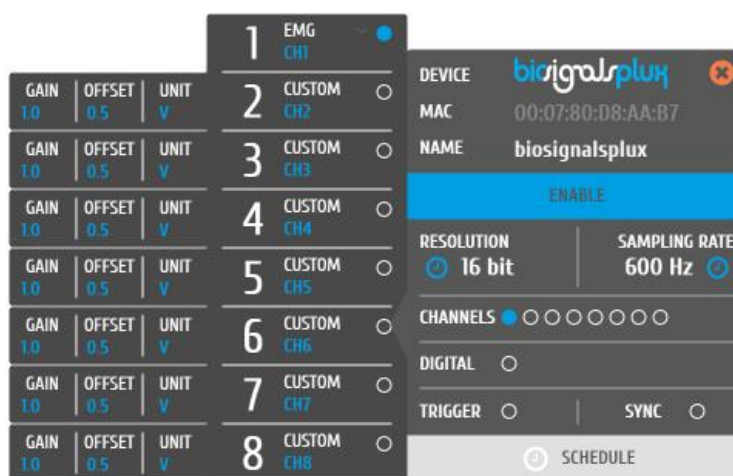 1 EMG
CH1
GAIN OFFSET UNIT 2 CUSTOM
1.0 0.5 V CH2
GAIN OFFSET UNIT 3 CUSTOM
1.0 0.5 V CH3
GAIN OFFSET UNIT 4 CUSTOM
1.0 0.5 V CH4
GAIN OFFSET UNIT 5 CUSTOM
1.0 0.5 V CH5
GAIN OFFSET UNIT 6 CUSTOM
1.0 0.5 V CH6
GAIN OFFSET UNIT 7 CUSTOM
1.0 0.5 V CH7
GAIN OFFSET UNIT 8 CUSTOM
1.0 0.5 V CH8
DEVICE biosignalsplux
MAC 00:07:80:D8:AA:B7
NAME biosignalsplux
ENABLE
RESOLUTION SAMPLING RATE
16 bit 600 Hz
CHANNELS
DIGITAL
TRIGGER SYNC
SCHEDULE